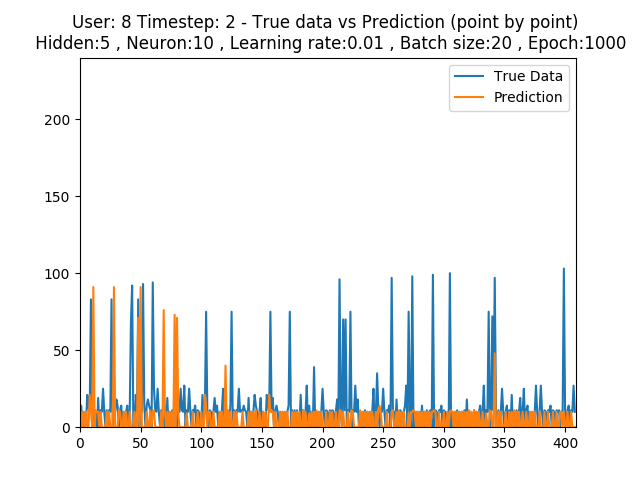 User: 8 Timestep: 2 - True data vs Prediction (point by point)
Hidden:5 , Neuron:10 , Learning rate:0.01 , Batch size:20 , Epoch:1000
True Data
Prediction
200
150
100
50
0
0 50 100 150 200 250 300 350 400